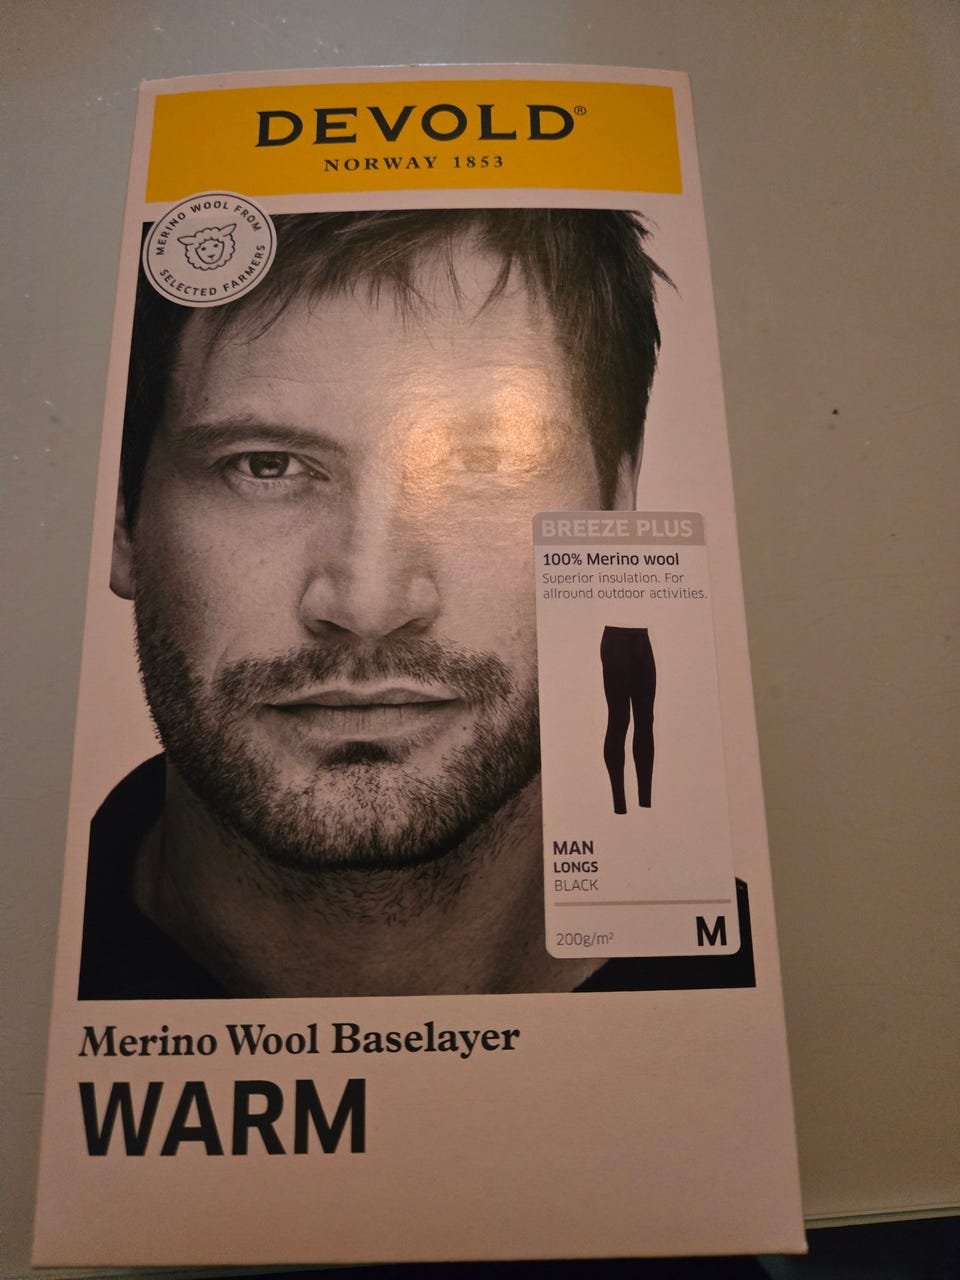 DEVOLD®
NORWAY 1853
MERINO WOOL FROM
SELECTED FARMERS
BREEZE PLUS
100% Merino wool
Superior insulation. For
allround outdoor activities.
MAN
LONGS
BLACK
200g/m² M
Merino Wool Baselayer
WARM